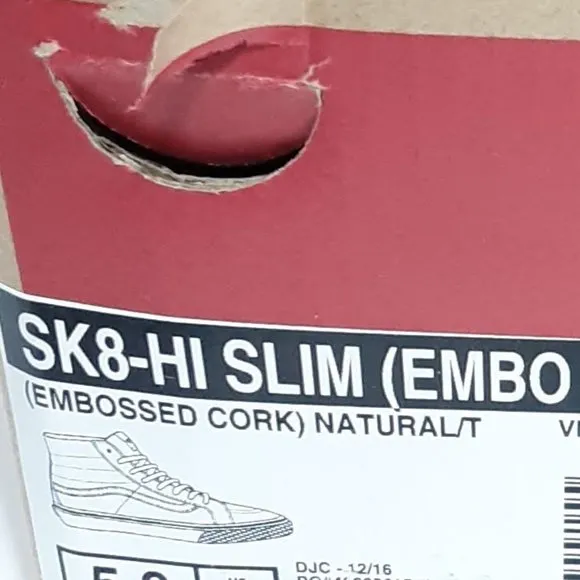 SK8-HI SLIM (EMBO
(EMBOSSED CORK) NATURAL/T
DJC - 12/16